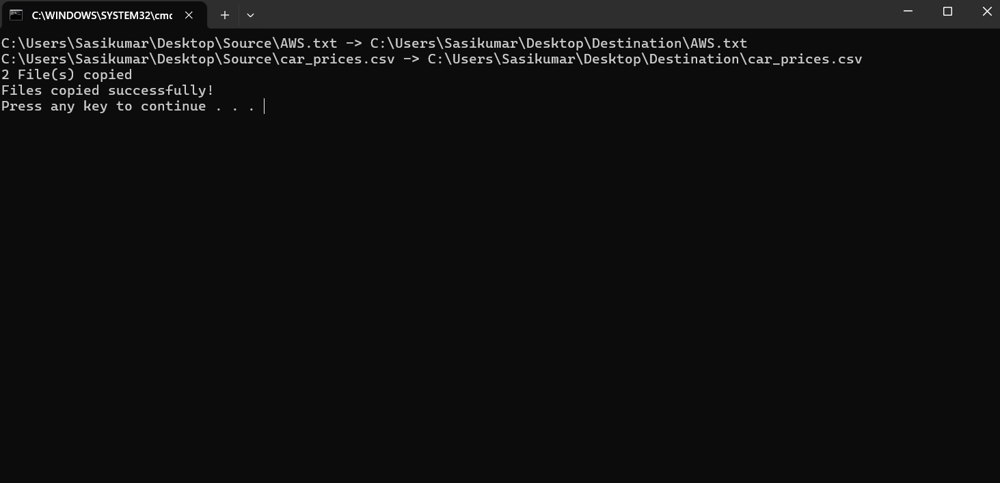 C:\WINDOWS\SYSTEM32\cmc
C:\Users\Sasikumar\Desktop\Source\AWS.txt -> C:\Users\Sasikumar\Desktop\Destination\AWS.txt
C:\Users\Sasikumar\Desktop\Source\car_prices.csv -> C:\Users\Sasikumar\Desktop\Destination\car_prices.csv
2 File(s) copied
Files copied successfully!
Press any key to continue . . .